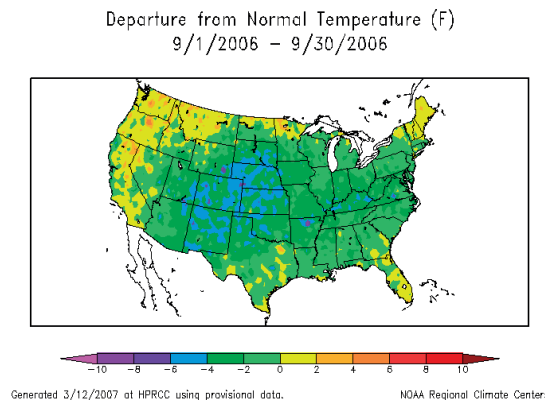 Departure from Normal Temperature (F)
9/1/2006 – 9/30/2006
−10 −8 −6 −4 −2 0 2 4 6 8 10
Generated 3/12/2007 at HPRCC using provisional data. NOAA Regional Climate Center